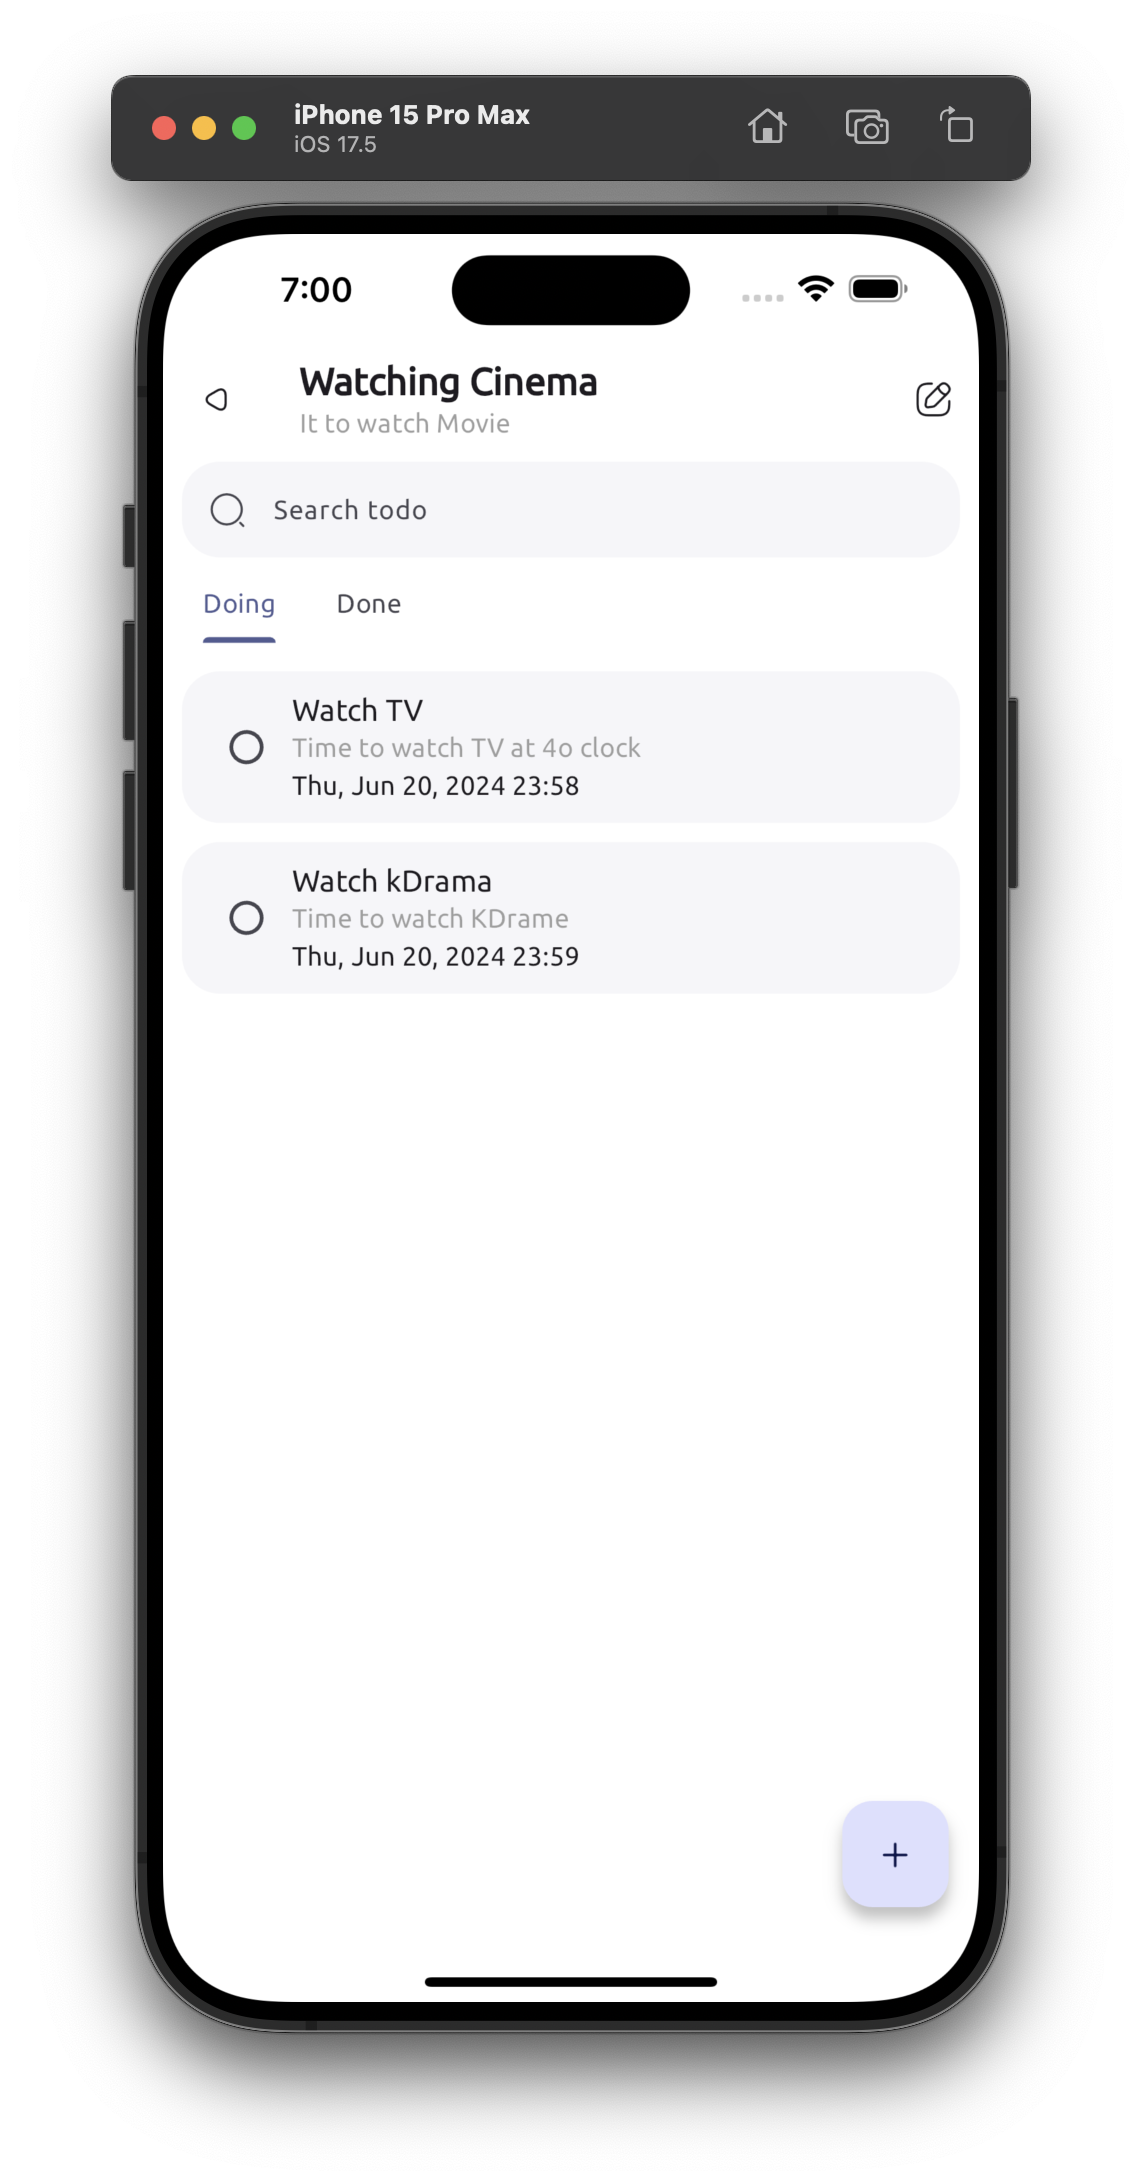 iPhone 15 Pro Max
iOS 17.5
7:00
Watching Cinema
It to watch Movie
Search todo
Doing
Done
Watch TV
Time to watch TV at 4o clock
Thu, Jun 20, 2024 23:58
Watch kDrama
Time to watch KDrame
Thu, Jun 20, 2024 23:59